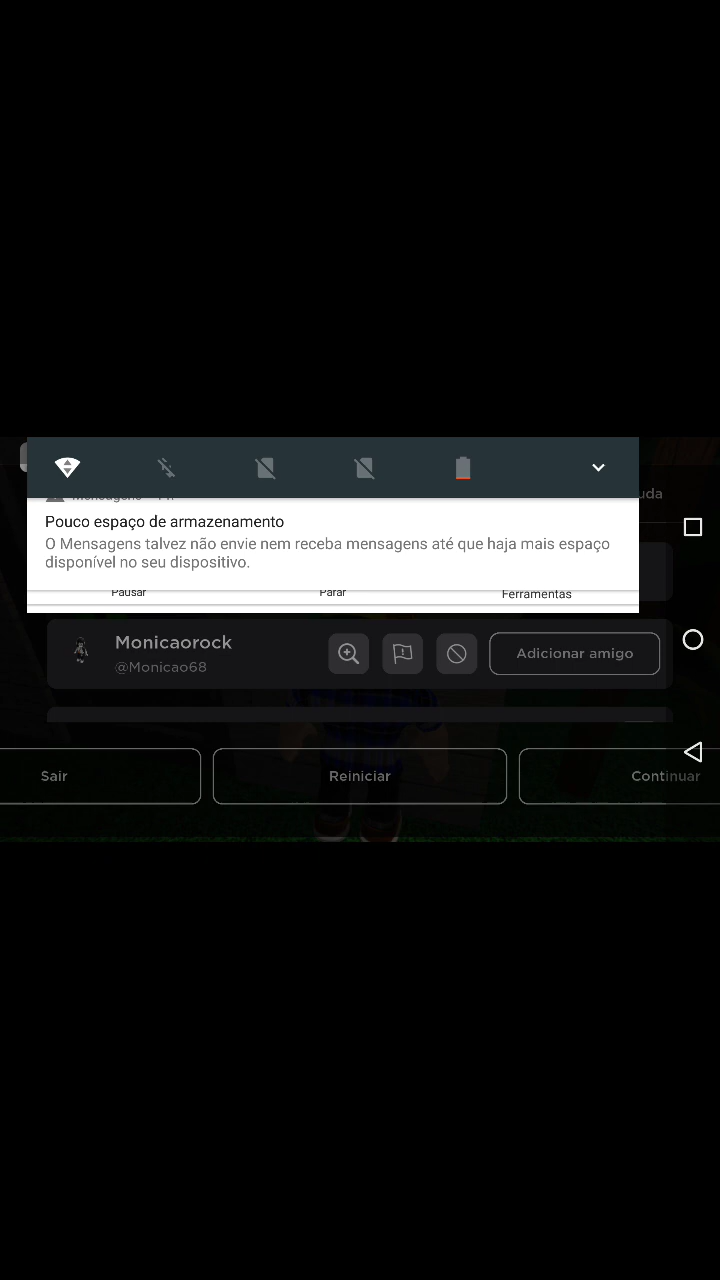 uda
Pouco espaço de armazenamento
O Mensagens talvez não envie nem receba mensagens até que haja mais espaço
disponível no seu dispositivo.
Pausar Parar Ferramentas
Monicaorock
@Monicao68
Adicionar amigo
Sair Reiniciar Continuar